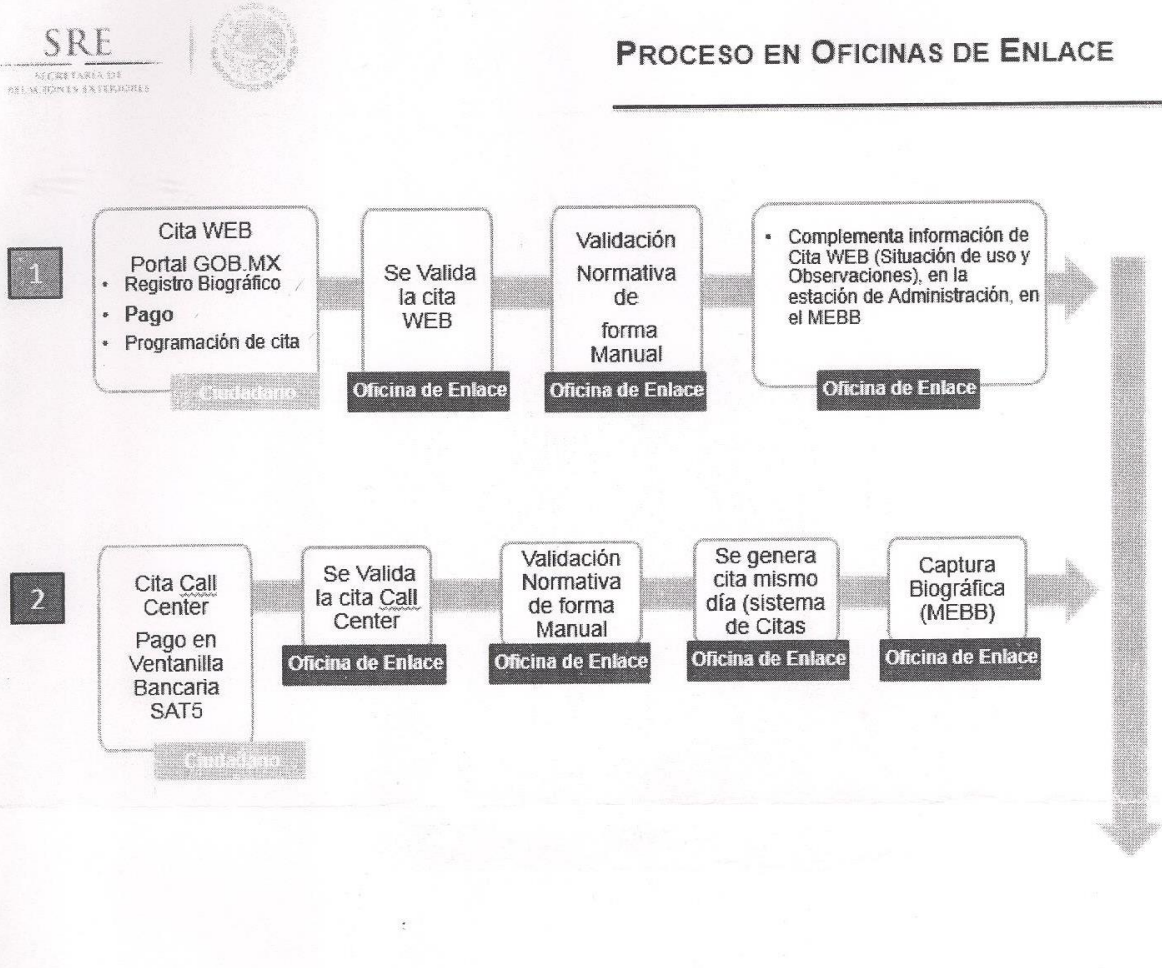 SRE
SECRETARÍA DE
RELACIONES EXTERIORES
PROCESO EN OFICINAS DE ENLACE
1
Cita WEB
Portal GOB.MX
• Registro Biográfico
• Pago
• Programación de cita
Ciudadano
Se Valida
la cita
WEB
Oficina de Enlace
Validación
Normativa
de
forma
Manual
Oficina de Enlace
• Complementa información de
Cita WEB (Situación de uso y
Observaciones), en la
estación de Administración, en
el MEBB
Oficina de Enlace
2
Cita Call
Center
Pago en
Ventanilla
Bancaria
SAT5
Ciudadano
Se Valida
la cita Call
Center
Oficina de Enlace
Validación
Normativa
de forma
Manual
Oficina de Enlace
Se genera
cita mismo
día (sistema
de Citas
Oficina de Enlace
Captura
Biográfica
(MEBB)
Oficina de Enlace